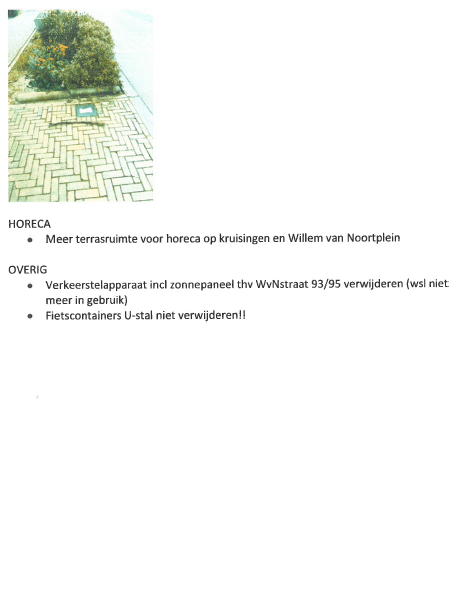 HORECA
• Meer terrasruimte voor horeca op kruisingen en Willem van Noortplein
OVERIG
• Verkeerstelapparaat incl zonnepaneel thv WvNstraat 93/95 verwijderen (wsl niet
meer in gebruik)
• Fietscontainers U-stal niet verwijderen!!